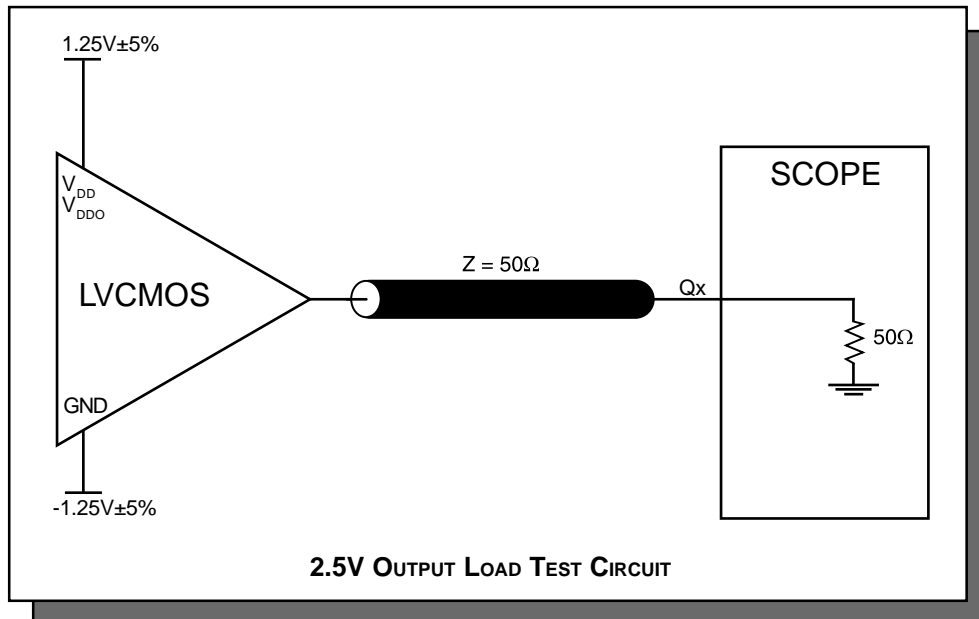 1.25V±5%
SCOPE
VDD
VDDO
Z = 50Ω
LVCMOS
Qx
50Ω
GND
-1.25V±5%
2.5V OUTPUT LOAD TEST CIRCUIT